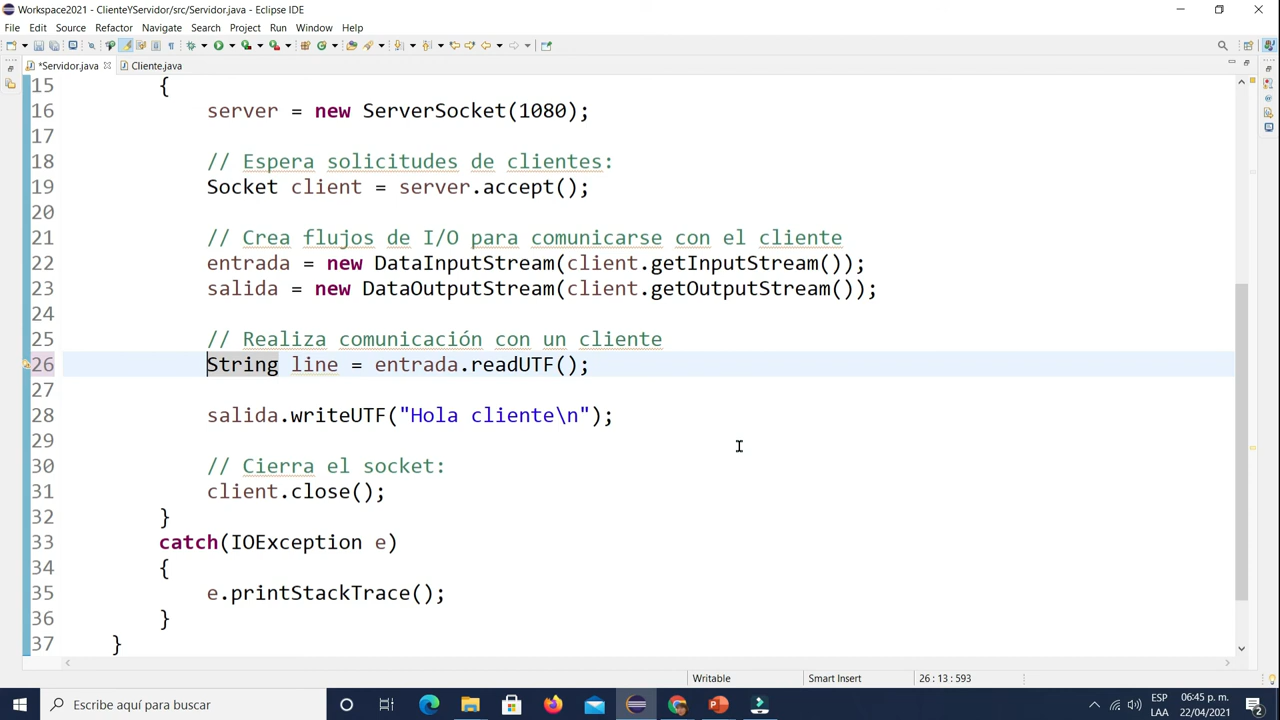 Workspace2021 - ClienteYServidor/src/Servidor.java - Eclipse IDE
File Edit Source Refactor Navigate Search Project Run Window Help
*Servidor.java Cliente.java
15 {
16 server = new ServerSocket(1080);
17
18 // Espera solicitudes de clientes:
19 Socket client = server.accept();
20
21 // Crea flujos de I/O para comunicarse con el cliente
22 entrada = new DataInputStream(client.getInputStream());
23 salida = new DataOutputStream(client.getOutputStream());
24
25 // Realiza comunicación con un cliente
26 String line = entrada.readUTF();
27
28 salida.writeUTF("Hola cliente\n");
29
30 // Cierra el socket:
31 client.close();
32 }
33 catch(IOException e)
34 {
35 e.printStackTrace();
36 }
37 }
Writable Smart Insert 26 : 13 : 593
Escribe aquí para buscar
ESP 06:45 p. m.
LAA 22/04/2021 2